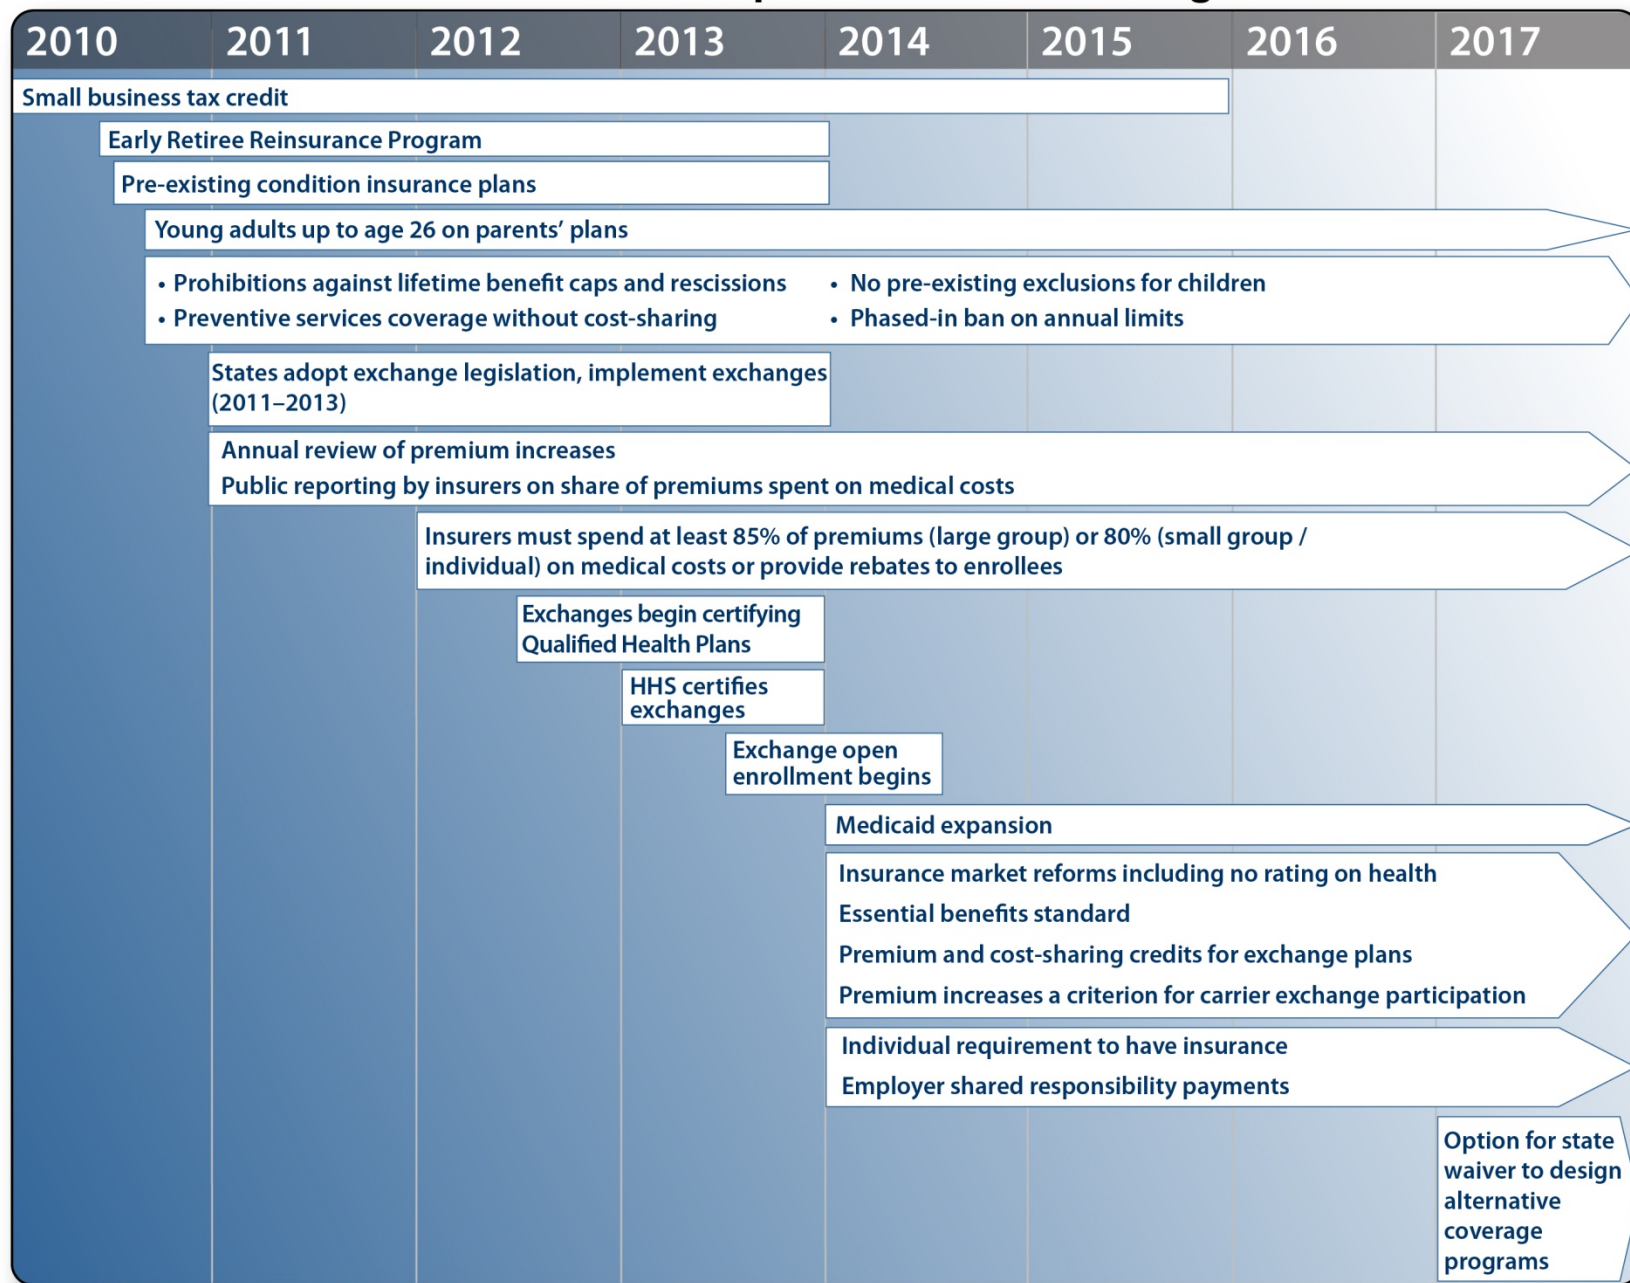 2010 2011 2012 2013 2014 2015 2016 2017
Small business tax credit
Early Retiree Reinsurance Program
Pre-existing condition insurance plans
Young adults up to age 26 on parents’ plans
• Prohibitions against lifetime benefit caps and rescissions • No pre-existing exclusions for children
• Preventive services coverage without cost-sharing • Phased-in ban on annual limits
States adopt exchange legislation, implement exchanges
(2011–2013)
Annual review of premium increases
Public reporting by insurers on share of premiums spent on medical costs
Insurers must spend at least 85% of premiums (large group) or 80% (small group /
individual) on medical costs or provide rebates to enrollees
Exchanges begin certifying
Qualified Health Plans
HHS certifies
exchanges
Exchange open
enrollment begins
Medicaid expansion
Insurance market reforms including no rating on health
Essential benefits standard
Premium and cost-sharing credits for exchange plans
Premium increases a criterion for carrier exchange participation
Individual requirement to have insurance
Employer shared responsibility payments
Option for state
waiver to design
alternative
coverage
programs